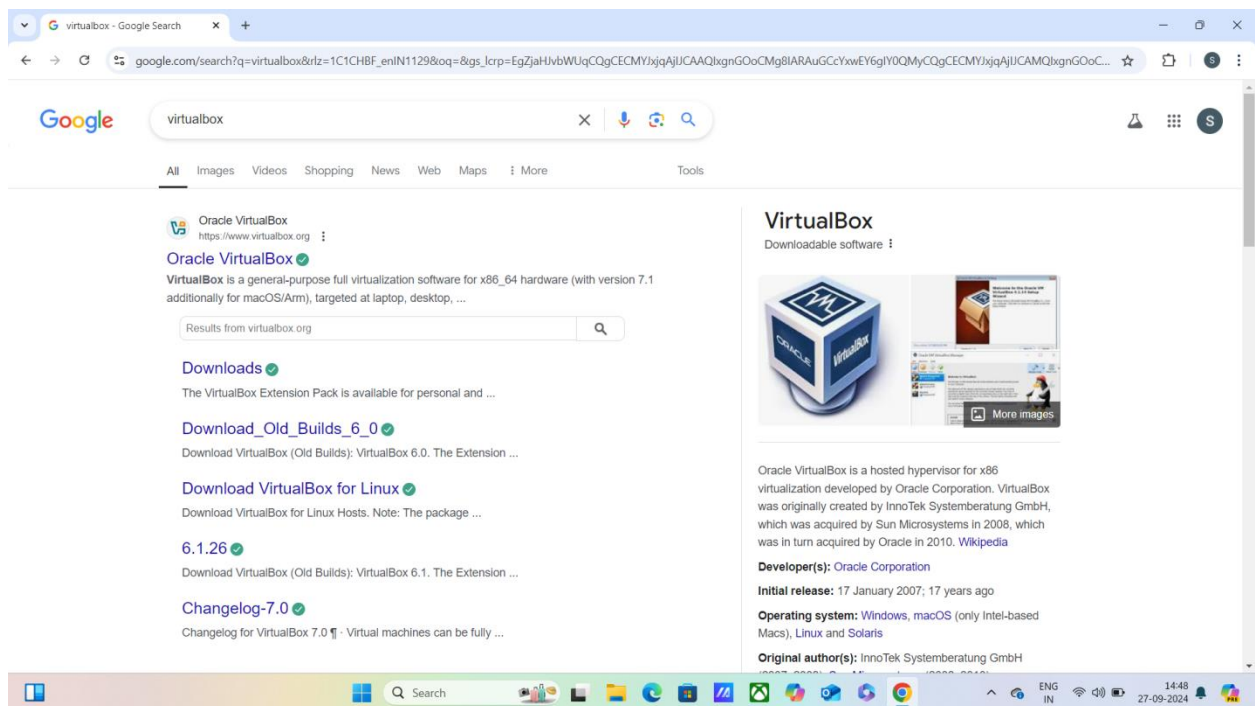 virtualbox - Google Search
google.com/search?q=virtualbox&rlz=1C1CHBF_enIN1129&oq=&gs_lcrp=EgZjaHJvbWUqCQgCECMYJxjqAjIJCAAQIxgnGOoCMg8IARAuGCcYxwEY6gIY0QMyCQgCECMYJxjqAjIJCAMQIxgnGOoC...
S
Google
virtualbox
S
All Images Videos Shopping News Web Maps More Tools
Oracle VirtualBox
https://www.virtualbox.org
Oracle VirtualBox
VirtualBox is a general-purpose full virtualization software for x86_64 hardware (with version 7.1
additionally for macOS/Arm), targeted at laptop, desktop, ...
Results from virtualbox.org
Downloads
The VirtualBox Extension Pack is available for personal and ...
Download_Old_Builds_6_0
Download VirtualBox (Old Builds): VirtualBox 6.0. The Extension ...
Download VirtualBox for Linux
Download VirtualBox for Linux Hosts. Note: The package ...
6.1.26
Download VirtualBox (Old Builds): VirtualBox 6.1. The Extension ...
Changelog-7.0
Changelog for VirtualBox 7.0 ¶ · Virtual machines can be fully ...
VirtualBox
Downloadable software
ORACLE
VirtualBox
More images
Oracle VirtualBox is a hosted hypervisor for x86
virtualization developed by Oracle Corporation. VirtualBox
was originally created by InnoTek Systemberatung GmbH,
which was acquired by Sun Microsystems in 2008, which
was in turn acquired by Oracle in 2010. Wikipedia
Developer(s): Oracle Corporation
Initial release: 17 January 2007; 17 years ago
Operating system: Windows, macOS (only Intel-based
Macs), Linux and Solaris
Original author(s): InnoTek Systemberatung GmbH
Search
ENG
IN
14:48
27-09-2024